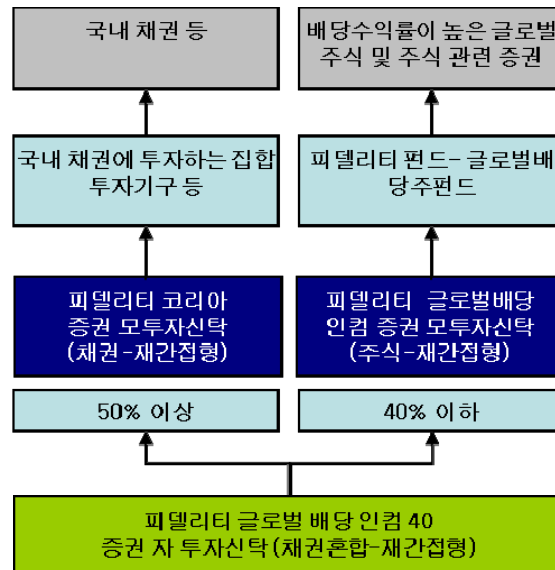 국내 채권 등
배당수익률이 높은 글로벌
주식 및 주식 관련 증권
국내 채권에 투자하는 집합
투자기구 등
피델리티 펀드- 글로벌배
당주펀드
피델리티 코리아
증권 모투자신탁
(채권-재간접형)
피델리티 글로벌배당
인컴 증권 모투자신탁
(주식-재간접형)
50% 이상
40% 이하
피델리티 글로벌 배당 인컴 40
증권 자 투자신탁(채권혼합-재간접형)